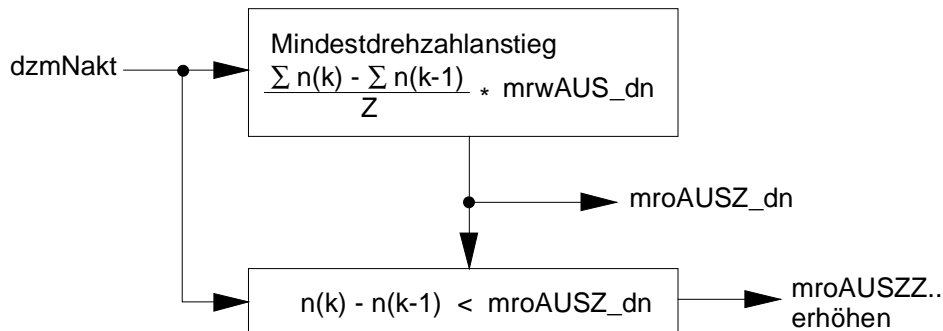 Mindestdrehzahlanstieg
dzmNakt
∑ n(k) - ∑ n(k-1)
Z
* mrwAUS_dn
mroAUSZ_dn
n(k) - n(k-1) < mroAUSZ_dn
mroAUSZZ..
erhöhen